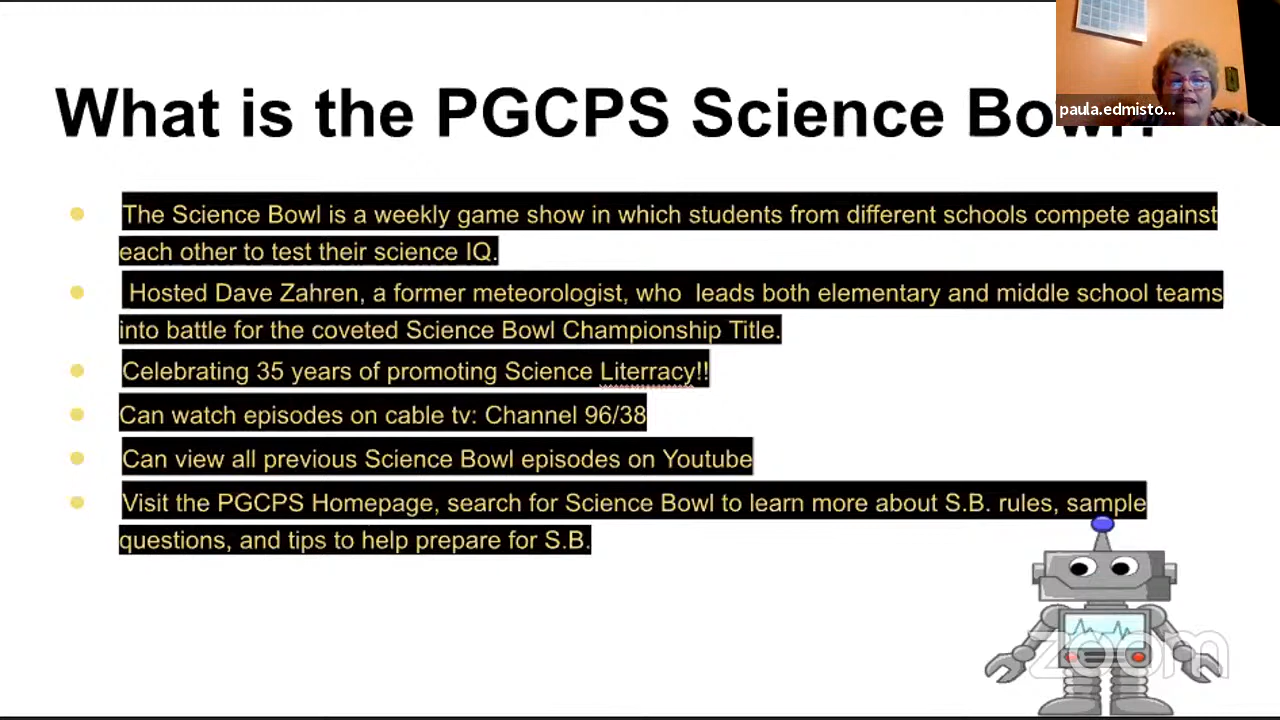 What is the PGCPS Science Bowl?
paula.edmisto...
The Science Bowl is a weekly game show in which students from different schools compete against
each other to test their science IQ.
Hosted Dave Zahren, a former meteorologist, who  leads both elementary and middle school teams
into battle for the coveted Science Bowl Championship Title.
Celebrating 35 years of promoting Science Literracy!!
Can watch episodes on cable tv: Channel 96/38
Can view all previous Science Bowl episodes on Youtube
Visit the PGCPS Homepage, search for Science Bowl to learn more about S.B. rules, sample
questions, and tips to help prepare for S.B.
zoom